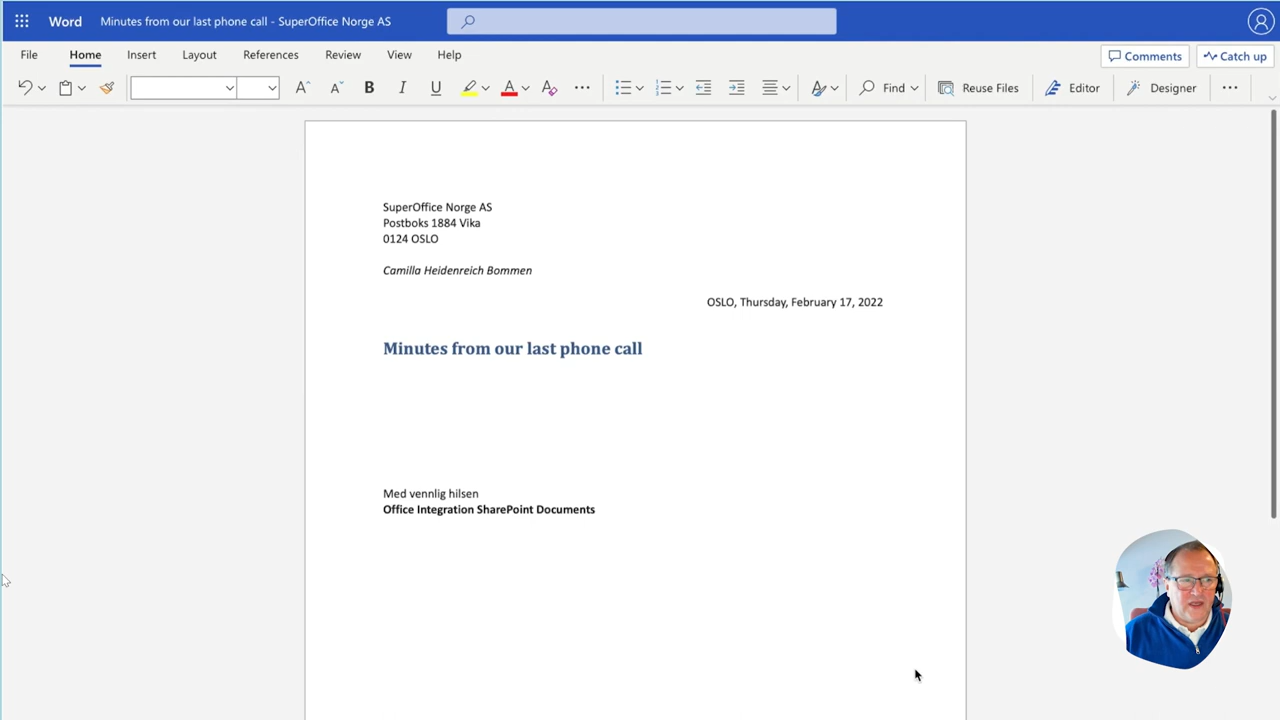 Word Minutes from our last phone call - SuperOffice Norge AS
File Home Insert Layout References Review View Help Comments Catch up
B I U A Find Reuse Files Editor Designer
SuperOffice Norge AS
Postboks 1884 Vika
0124 OSLO
Camilla Heidenreich Bommen
OSLO, Thursday, February 17, 2022
Minutes from our last phone call
Med vennlig hilsen
Office Integration SharePoint Documents